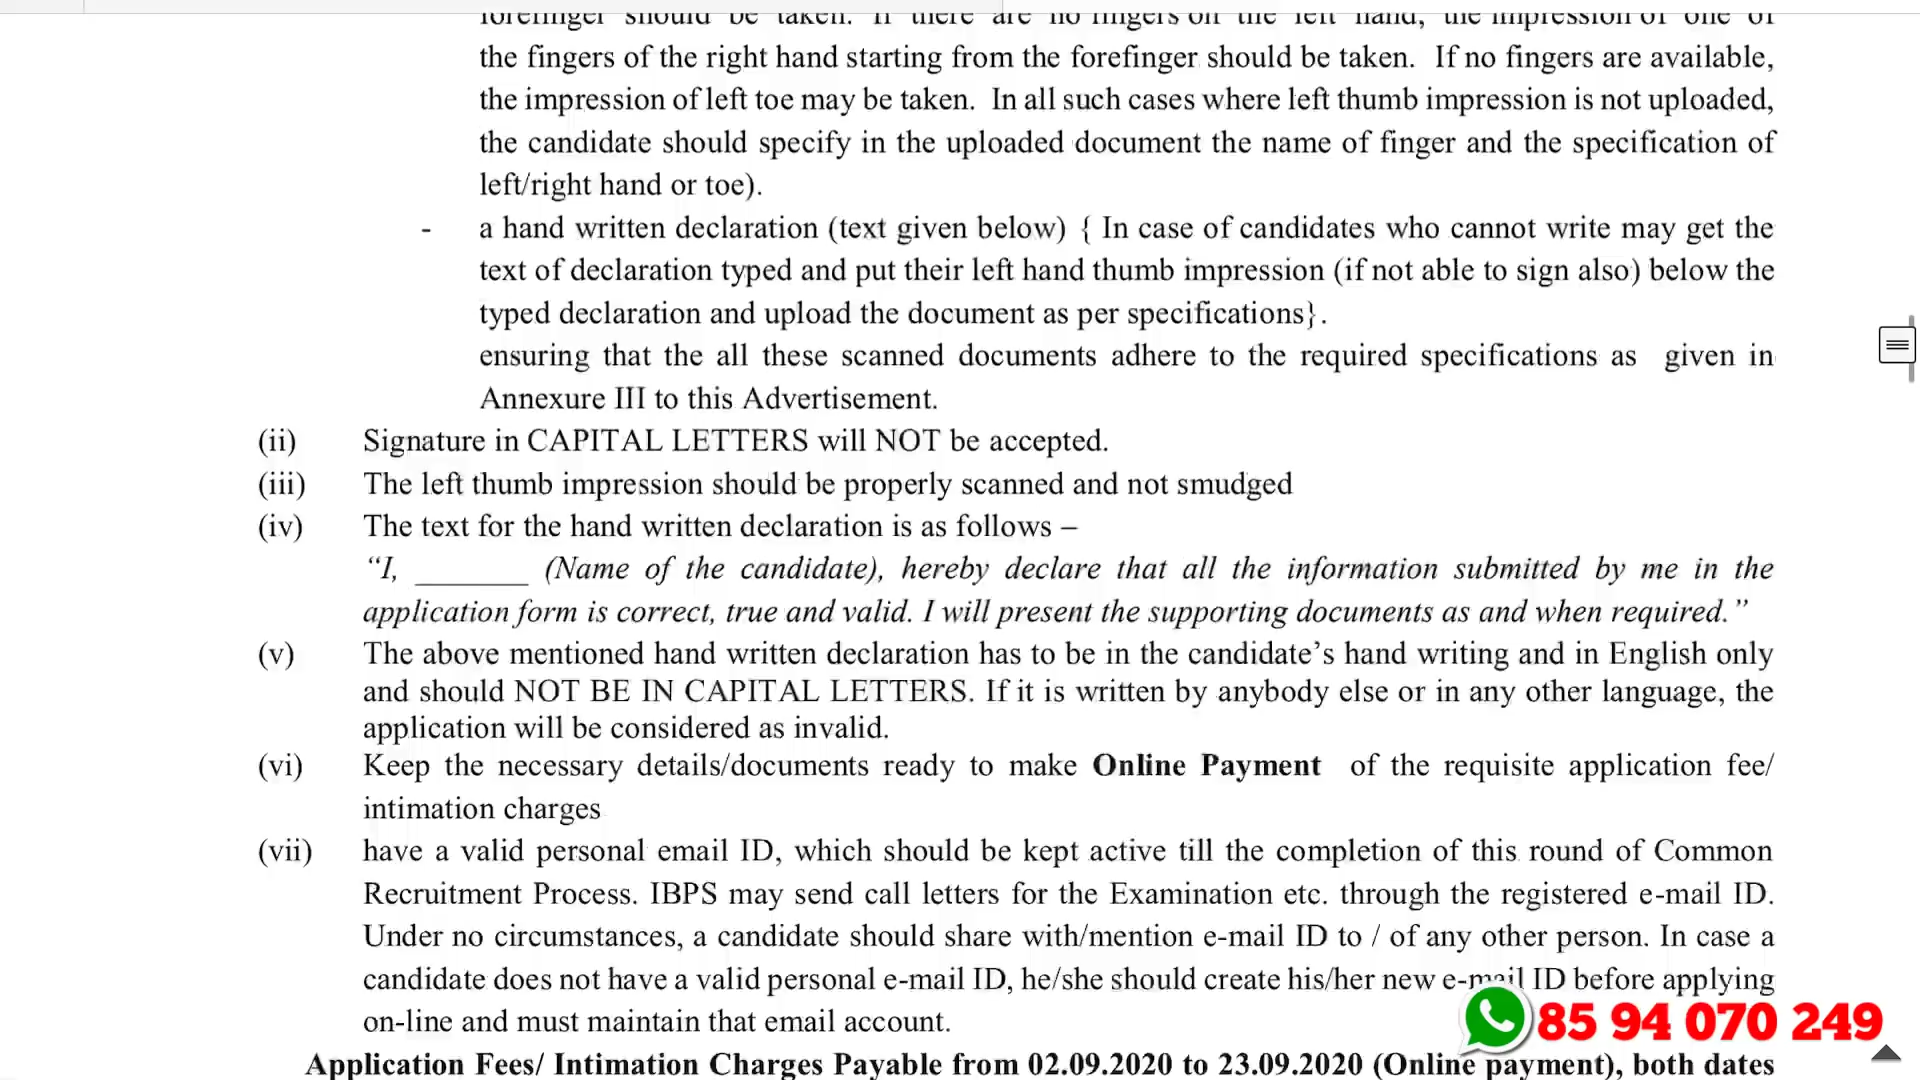 forefinger should be taken. If there are no fingers on the left hand, the impression of one of
the fingers of the right hand starting from the forefinger should be taken. If no fingers are available,
the impression of left toe may be taken. In all such cases where left thumb impression is not uploaded,
the candidate should specify in the uploaded document the name of finger and the specification of
left/right hand or toe).
- a hand written declaration (text given below) { In case of candidates who cannot write may get the
text of declaration typed and put their left hand thumb impression (if not able to sign also) below the
typed declaration and upload the document as per specifications}.
ensuring that the all these scanned documents adhere to the required specifications as given in
Annexure III to this Advertisement.
(ii) Signature in CAPITAL LETTERS will NOT be accepted.
(iii) The left thumb impression should be properly scanned and not smudged
(iv) The text for the hand written declaration is as follows –
“I, _______ (Name of the candidate), hereby declare that all the information submitted by me in the
application form is correct, true and valid. I will present the supporting documents as and when required.”
(v) The above mentioned hand written declaration has to be in the candidate’s hand writing and in English only
and should NOT BE IN CAPITAL LETTERS. If it is written by anybody else or in any other language, the
application will be considered as invalid.
(vi) Keep the necessary details/documents ready to make Online Payment of the requisite application fee/
intimation charges
(vii) have a valid personal email ID, which should be kept active till the completion of this round of Common
Recruitment Process. IBPS may send call letters for the Examination etc. through the registered e-mail ID.
Under no circumstances, a candidate should share with/mention e-mail ID to / of any other person. In case a
candidate does not have a valid personal e-mail ID, he/she should create his/her new e-mail ID before applying
on-line and must maintain that email account.
85 94 070 249
Application Fees/ Intimation Charges Payable from 02.09.2020 to 23.09.2020 (Online payment), both dates